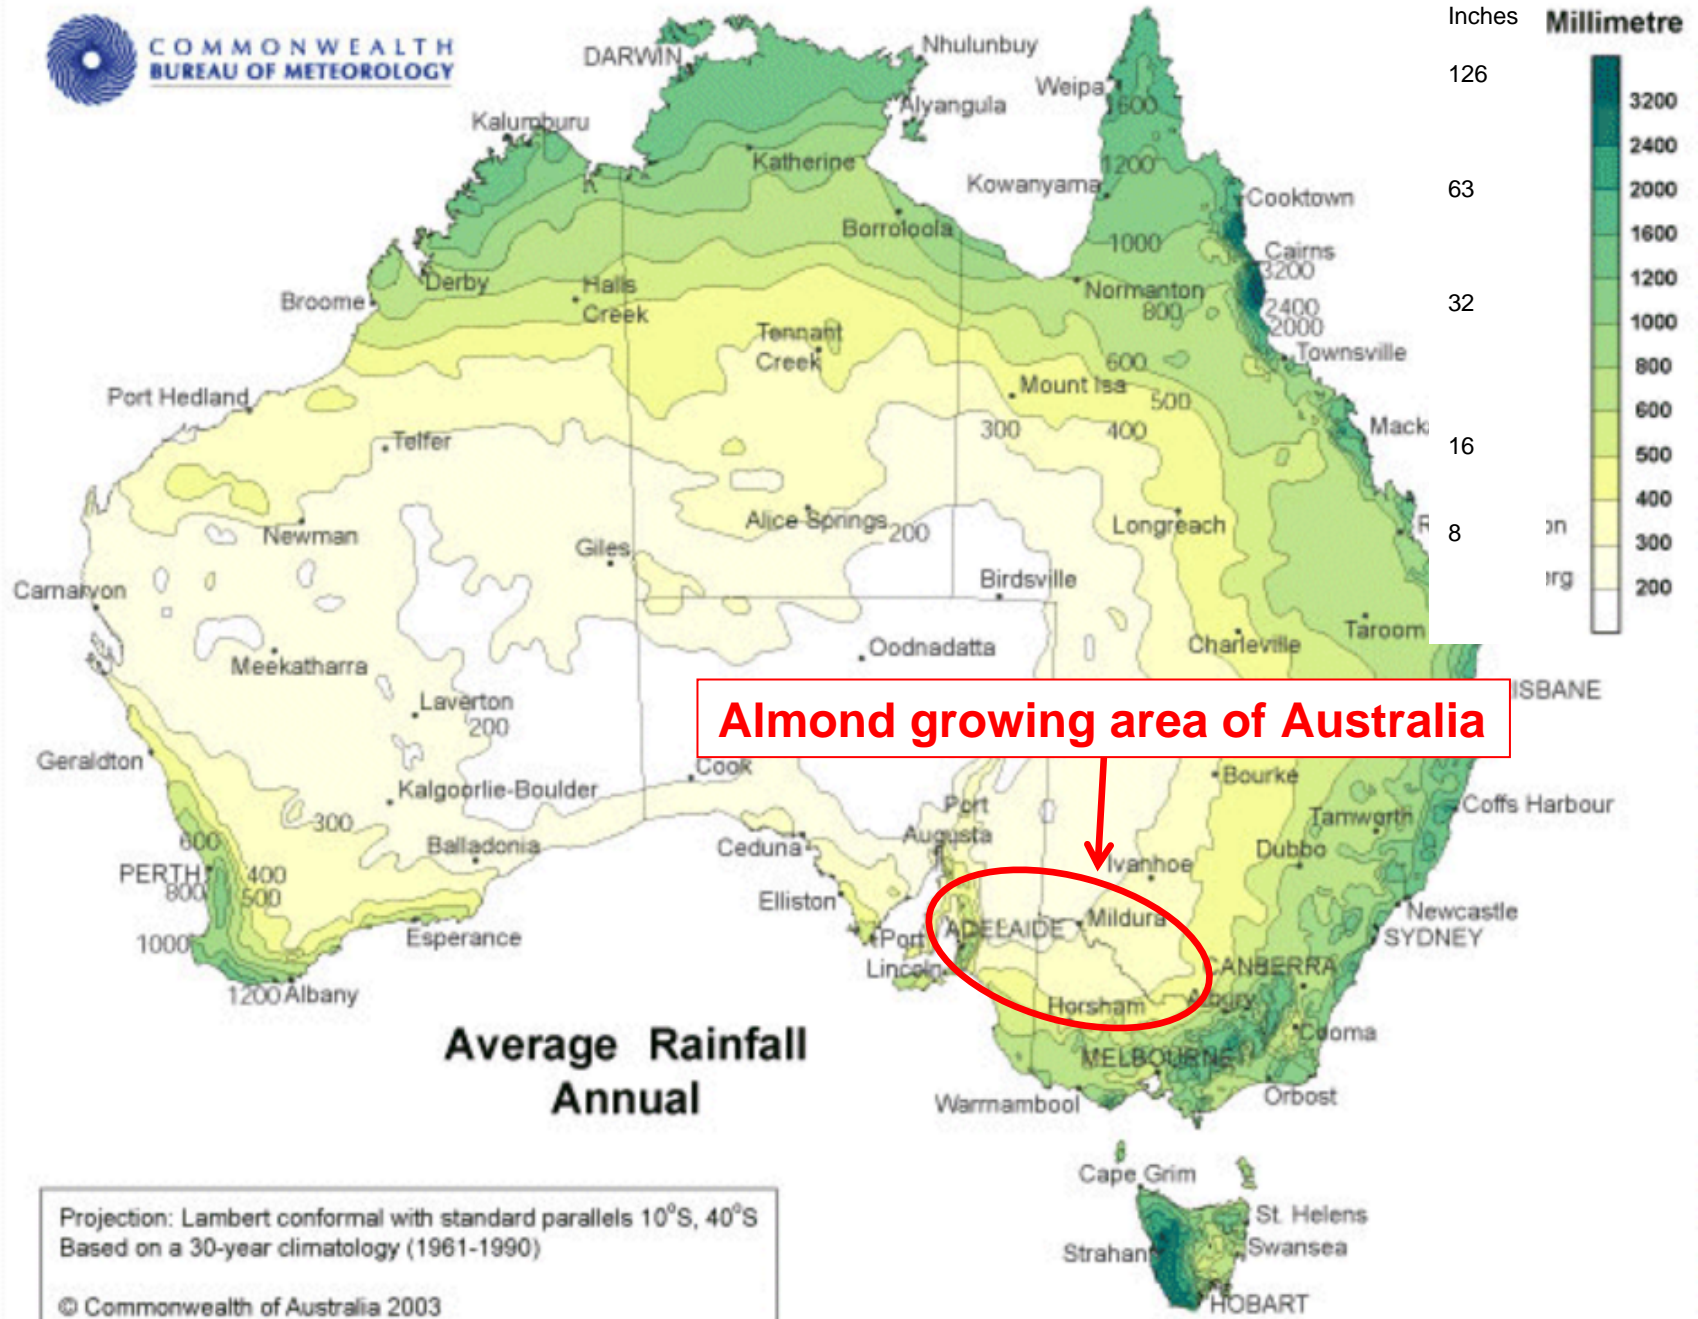 COMMONWEALTH
BUREAU OF METEOROLOGY
Inches
Millimetre
126
63
32
16
8
3200
2400
2000
1600
1200
1000
800
600
500
400
300
200
DARWIN
Nhulunbuy
Weipa
1600
Alyangula
Kalumburu
Katherine
1200
Kowanyama
Cooktown
Borroloola
1000
Cairns
3200
Derby
Halls
Creek
Broome
Normanton
800
2400
2000
Tennant
Creek
600
Townsville
Port Hedland
Mount Isa
500
Telfer
300
400
Mack
Newman
Alice Springs
200
Longreach
R
on
Giles
Birdsville
erg
Carnarvon
Oodnadatta
Charleville
Taroom
Meekatharra
Laverton
200
Almond growing area of Australia
ISBANE
Geraldton
Cook
Bourke
Kalgoorlie-Boulder
Port
Augusta
Tamworth
Coffs Harbour
300
600
Balladonia
Ceduna
Ivanhoe
Dubbo
PERTH
800
400
500
Elliston
ADELAIDE
Mildura
Newcastle
SYDNEY
1000
Esperance
Port
Lincoln
CANBERRA
1200
Albany
Horsham
Albury
Cooma
Average Rainfall
Annual
MELBOURNE
Warrnambool
Orbost
Cape Grim
St. Helens
Strahan
Swansea
HOBART
Projection: Lambert conformal with standard parallels 10°S, 40°S
Based on a 30-year climatology (1961-1990)
© Commonwealth of Australia 2003